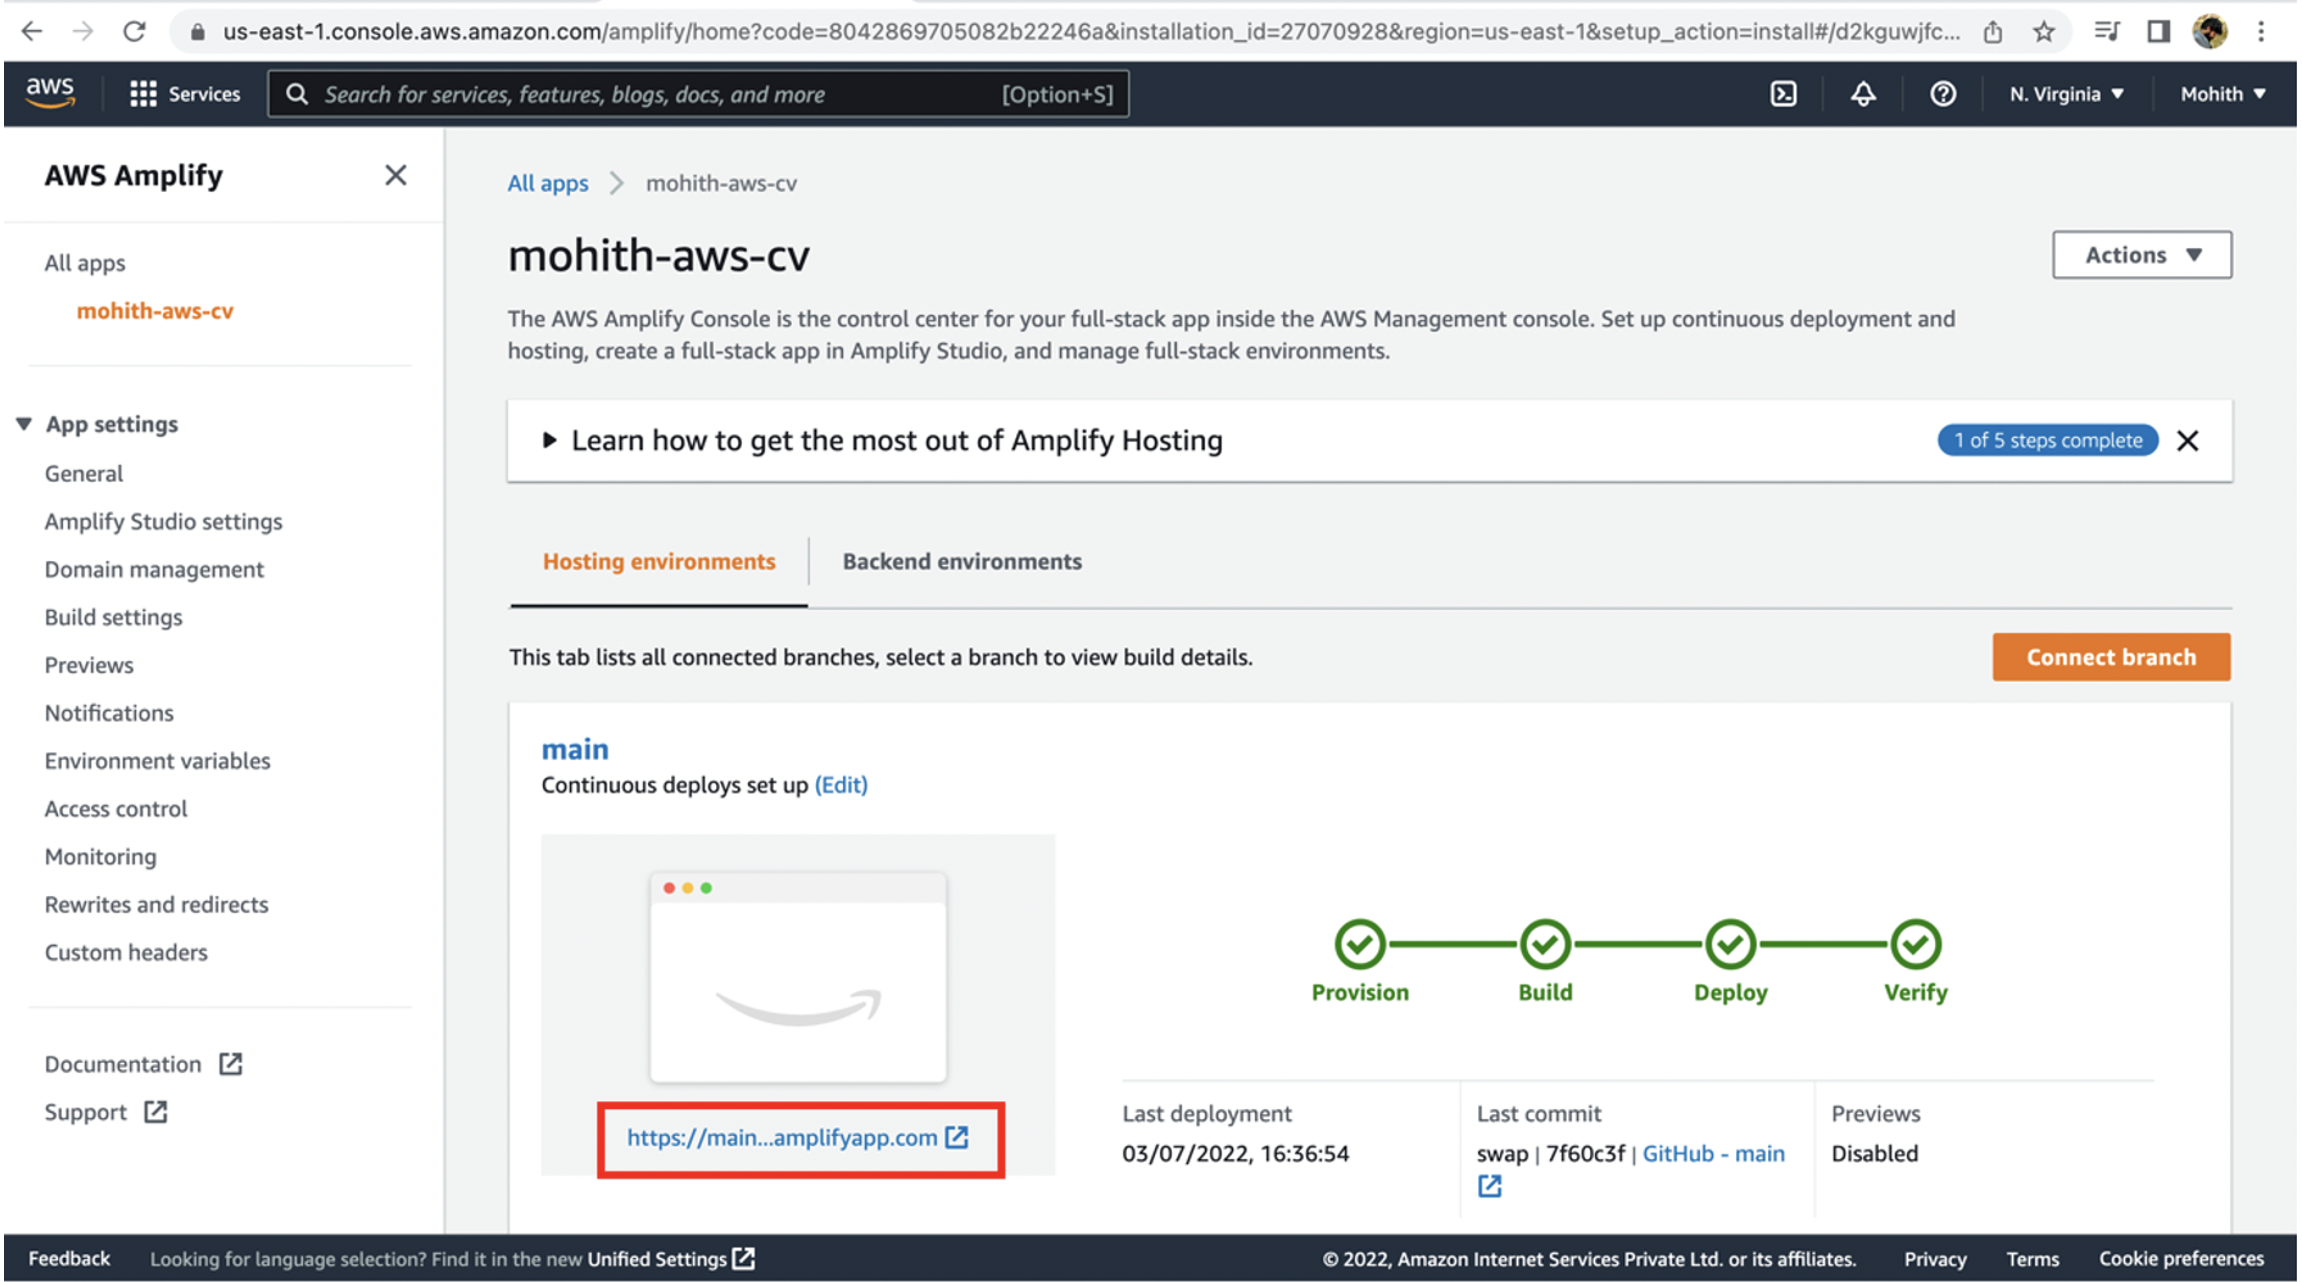 us-east-1.console.aws.amazon.com/amplify/home?code=8042869705082b22246a&installation_id=27070928&region=us-east-1&setup_action=install#/d2kguwjfc...
aws
Services
Search for services, features, blogs, docs, and more
[Option+S]
N. Virginia ▼
Mohith ▼
AWS Amplify
All apps
mohith-aws-cv
App settings
General
Amplify Studio settings
Domain management
Build settings
Previews
Notifications
Environment variables
Access control
Monitoring
Rewrites and redirects
Custom headers
Documentation
Support
All apps > mohith-aws-cv
mohith-aws-cv
Actions ▼
The AWS Amplify Console is the control center for your full-stack app inside the AWS Management console. Set up continuous deployment and
hosting, create a full-stack app in Amplify Studio, and manage full-stack environments.
Learn how to get the most out of Amplify Hosting
1 of 5 steps complete
Hosting environments
Backend environments
This tab lists all connected branches, select a branch to view build details.
Connect branch
main
Continuous deploys set up (Edit)
https://main...amplifyapp.com
Provision
Build
Deploy
Verify
Last deployment
03/07/2022, 16:36:54
Last commit
swap | 7f60c3f | GitHub - main
Previews
Disabled
Feedback
Looking for language selection? Find it in the new Unified Settings
© 2022, Amazon Internet Services Private Ltd. or its affiliates.
Privacy
Terms
Cookie preferences